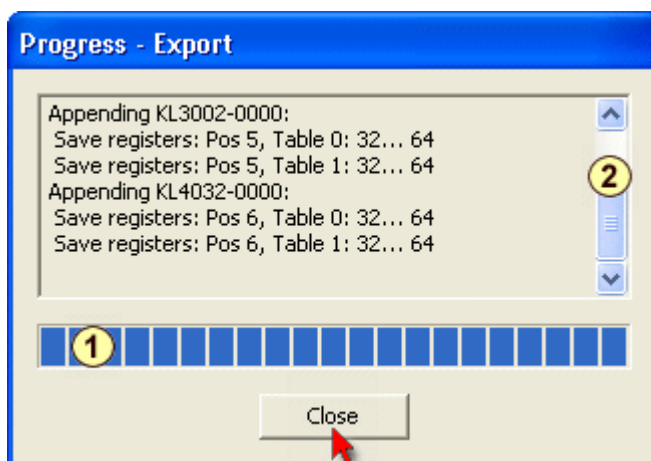 Progress - Export
Appending KL3002-0000:
Save registers: Pos 5, Table 0: 32... 64
Save registers: Pos 5, Table 1: 32... 64
Appending KL4032-0000:
Save registers: Pos 6, Table 0: 32... 64
Save registers: Pos 6, Table 1: 32... 64
2
1
Close